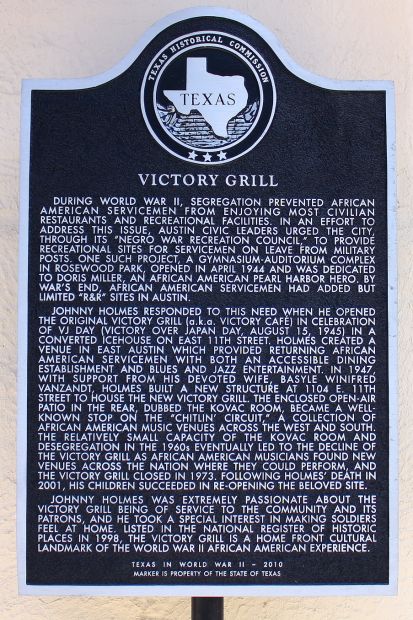 TEXAS HISTORICAL COMMISSION
TEXAS
VICTORY GRILL
DURING WORLD WAR II, SEGREGATION PREVENTED AFRICAN
AMERICAN SERVICEMEN FROM ENJOYING MOST CIVILIAN
RESTAURANTS AND RECREATIONAL FACILITIES. IN AN EFFORT TO
ADDRESS THIS ISSUE, AUSTIN CIVIC LEADERS URGED THE CITY,
THROUGH ITS "NEGRO WAR RECREATION COUNCIL," TO PROVIDE
RECREATIONAL SITES FOR SERVICEMEN ON LEAVE FROM MILITARY
POSTS. ONE SUCH PROJECT, A GYMNASIUM-AUDITORIUM COMPLEX
IN ROSEWOOD PARK, OPENED IN APRIL 1944 AND WAS DEDICATED
TO DORIS MILLER, AN AFRICAN AMERICAN PEARL HARBOR HERO. BY
WAR'S END, AFRICAN AMERICAN SERVICEMEN HAD ADDED BUT
LIMITED "R&R" SITES IN AUSTIN.
JOHNNY HOLMES RESPONDED TO THIS NEED WHEN HE OPENED
THE ORIGINAL VICTORY GRILL (a.k.a. VICTORY CAFÉ) IN CELEBRATION
OF VJ DAY (VICTORY OVER JAPAN DAY, AUGUST 15, 1945) IN A
CONVERTED ICEHOUSE ON EAST 11TH STREET. HOLMES CREATED A
VENUE IN EAST AUSTIN WHICH PROVIDED RETURNING AFRICAN
AMERICAN SERVICEMEN WITH BOTH AN ACCESSIBLE DINING
ESTABLISHMENT AND BLUES AND JAZZ ENTERTAINMENT. IN 1947,
WITH SUPPORT FROM HIS DEVOTED WIFE, BASYLE WINIFRED
VANZANDT, HOLMES BUILT A NEW STRUCTURE AT 1104 E. 11TH
STREET TO HOUSE THE NEW VICTORY GRILL. THE ENCLOSED OPEN-AIR
PATIO IN THE REAR, DUBBED THE KOVAC ROOM, BECAME A WELL-
KNOWN STOP ON THE "CHITLIN' CIRCUIT," A COLLECTION OF
AFRICAN AMERICAN MUSIC VENUES ACROSS THE WEST AND SOUTH.
THE RELATIVELY SMALL CAPACITY OF THE KOVAC ROOM AND
DESEGREGATION IN THE 1960s EVENTUALLY LED TO THE DECLINE OF
THE VICTORY GRILL AS AFRICAN AMERICAN MUSICIANS FOUND NEW
VENUES ACROSS THE NATION WHERE THEY COULD PERFORM, AND
THE VICTORY GRILL CLOSED IN 1973. FOLLOWING HOLMES' DEATH IN
2001, HIS CHILDREN SUCCEEDED IN RE-OPENING THE BELOVED SITE.
JOHNNY HOLMES WAS EXTREMELY PASSIONATE ABOUT THE
VICTORY GRILL BEING OF SERVICE TO THE COMMUNITY AND ITS
PATRONS, AND HE TOOK A SPECIAL INTEREST IN MAKING SOLDIERS
FEEL AT HOME. LISTED IN THE NATIONAL REGISTER OF HISTORIC
PLACES IN 1998, THE VICTORY GRILL IS A HOME FRONT CULTURAL
LANDMARK OF THE WORLD WAR II AFRICAN AMERICAN EXPERIENCE.
TEXAS IN WORLD WAR II – 2010
MARKER IS PROPERTY OF THE STATE OF TEXAS